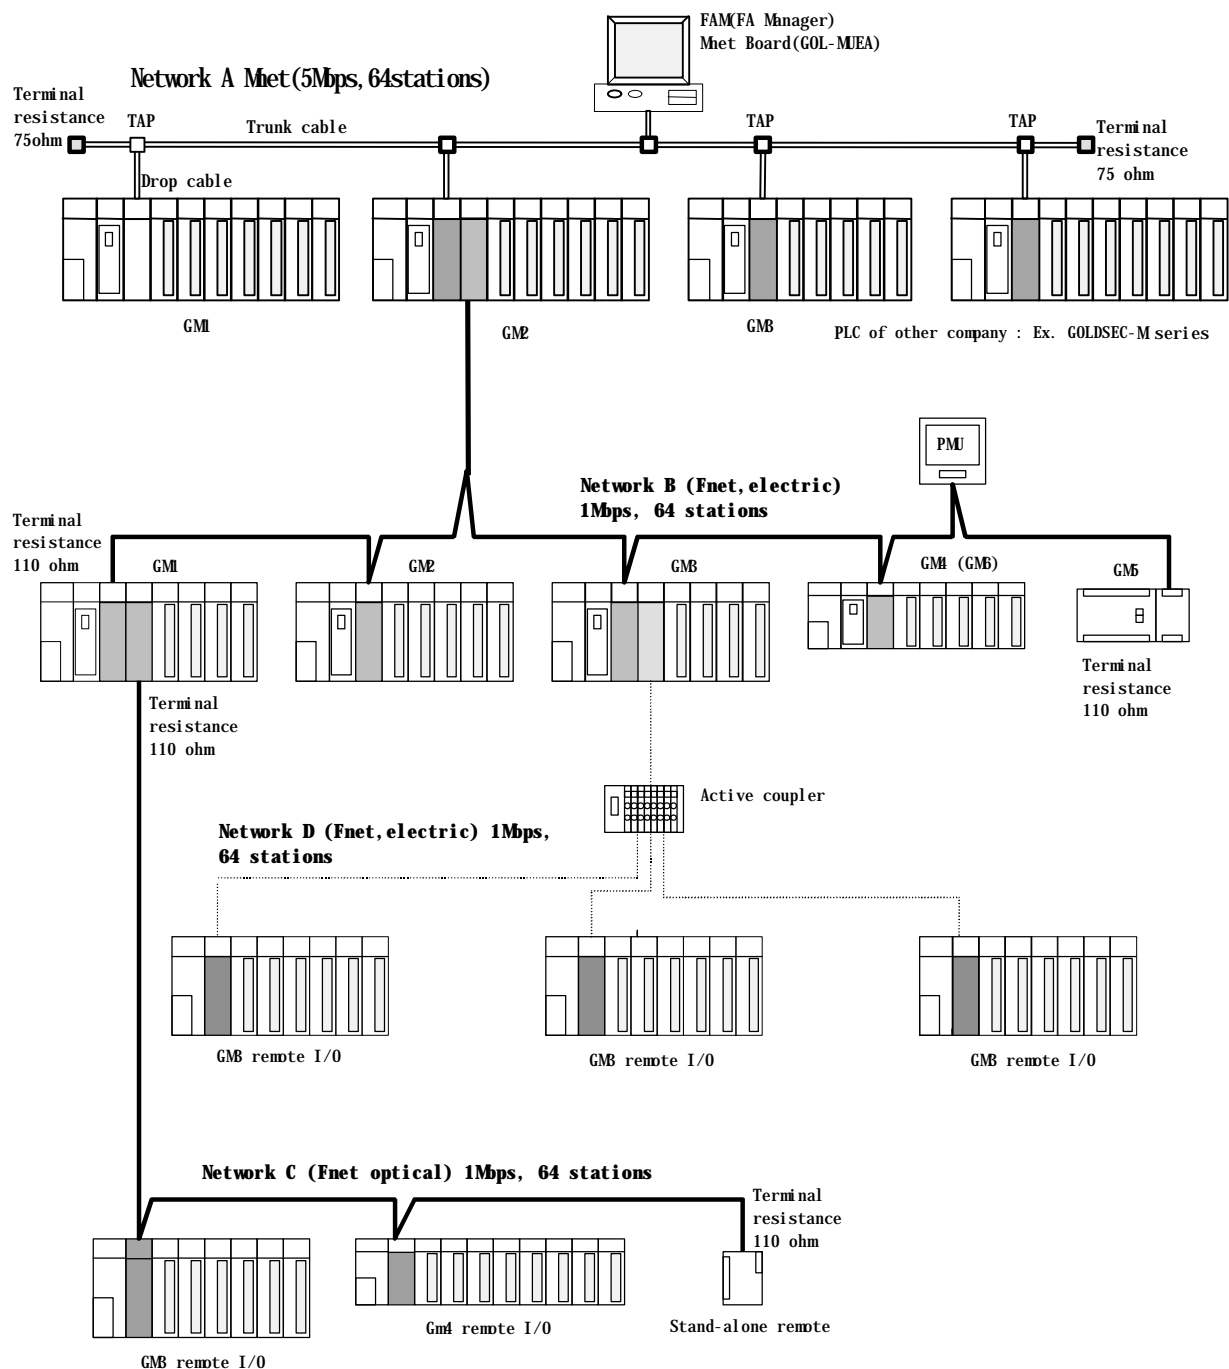 FAM(FA Manager)
Mnet Board(GOL-MUEA)
Network A Mnet(5Mbps,64stations)
Terminal
resistance
75ohm
TAP
Trunk cable
TAP
TAP
Terminal
resistance
75 ohm
Drop cable
GM1
GM2
GM3
PLC of other company : Ex. GOLDSEC-M series
PMU
Network B (Fnet,electric)
1Mbps, 64 stations
Terminal
resistance
110 ohm
GM1
GM2
GM3
GM4 (GM6)
GM5
Terminal
resistance
110 ohm
Terminal
resistance
110 ohm
Active coupler
Network D (Fnet,electric) 1Mbps,
64 stations
GM3 remote I/O
GM3 remote I/O
GM3 remote I/O
Network C (Fnet optical) 1Mbps, 64 stations
Terminal
resistance
110 ohm
Gm4 remote I/O
Stand-alone remote
GM3 remote I/O